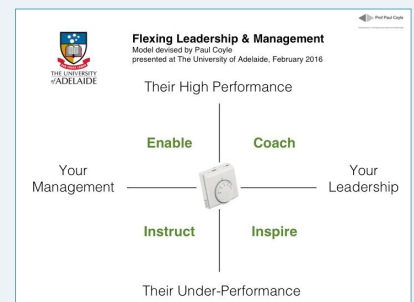 Prof Paul Coyle
Flexing Leadership & Management
Model devised by Paul Coyle
presented at The University of Adelaide, February 2016
THE UNIVERSITY
of ADELAIDE
Their High Performance
Enable
Coach
Your
Management
Your
Leadership
Instruct
Inspire
Their Under-Performance